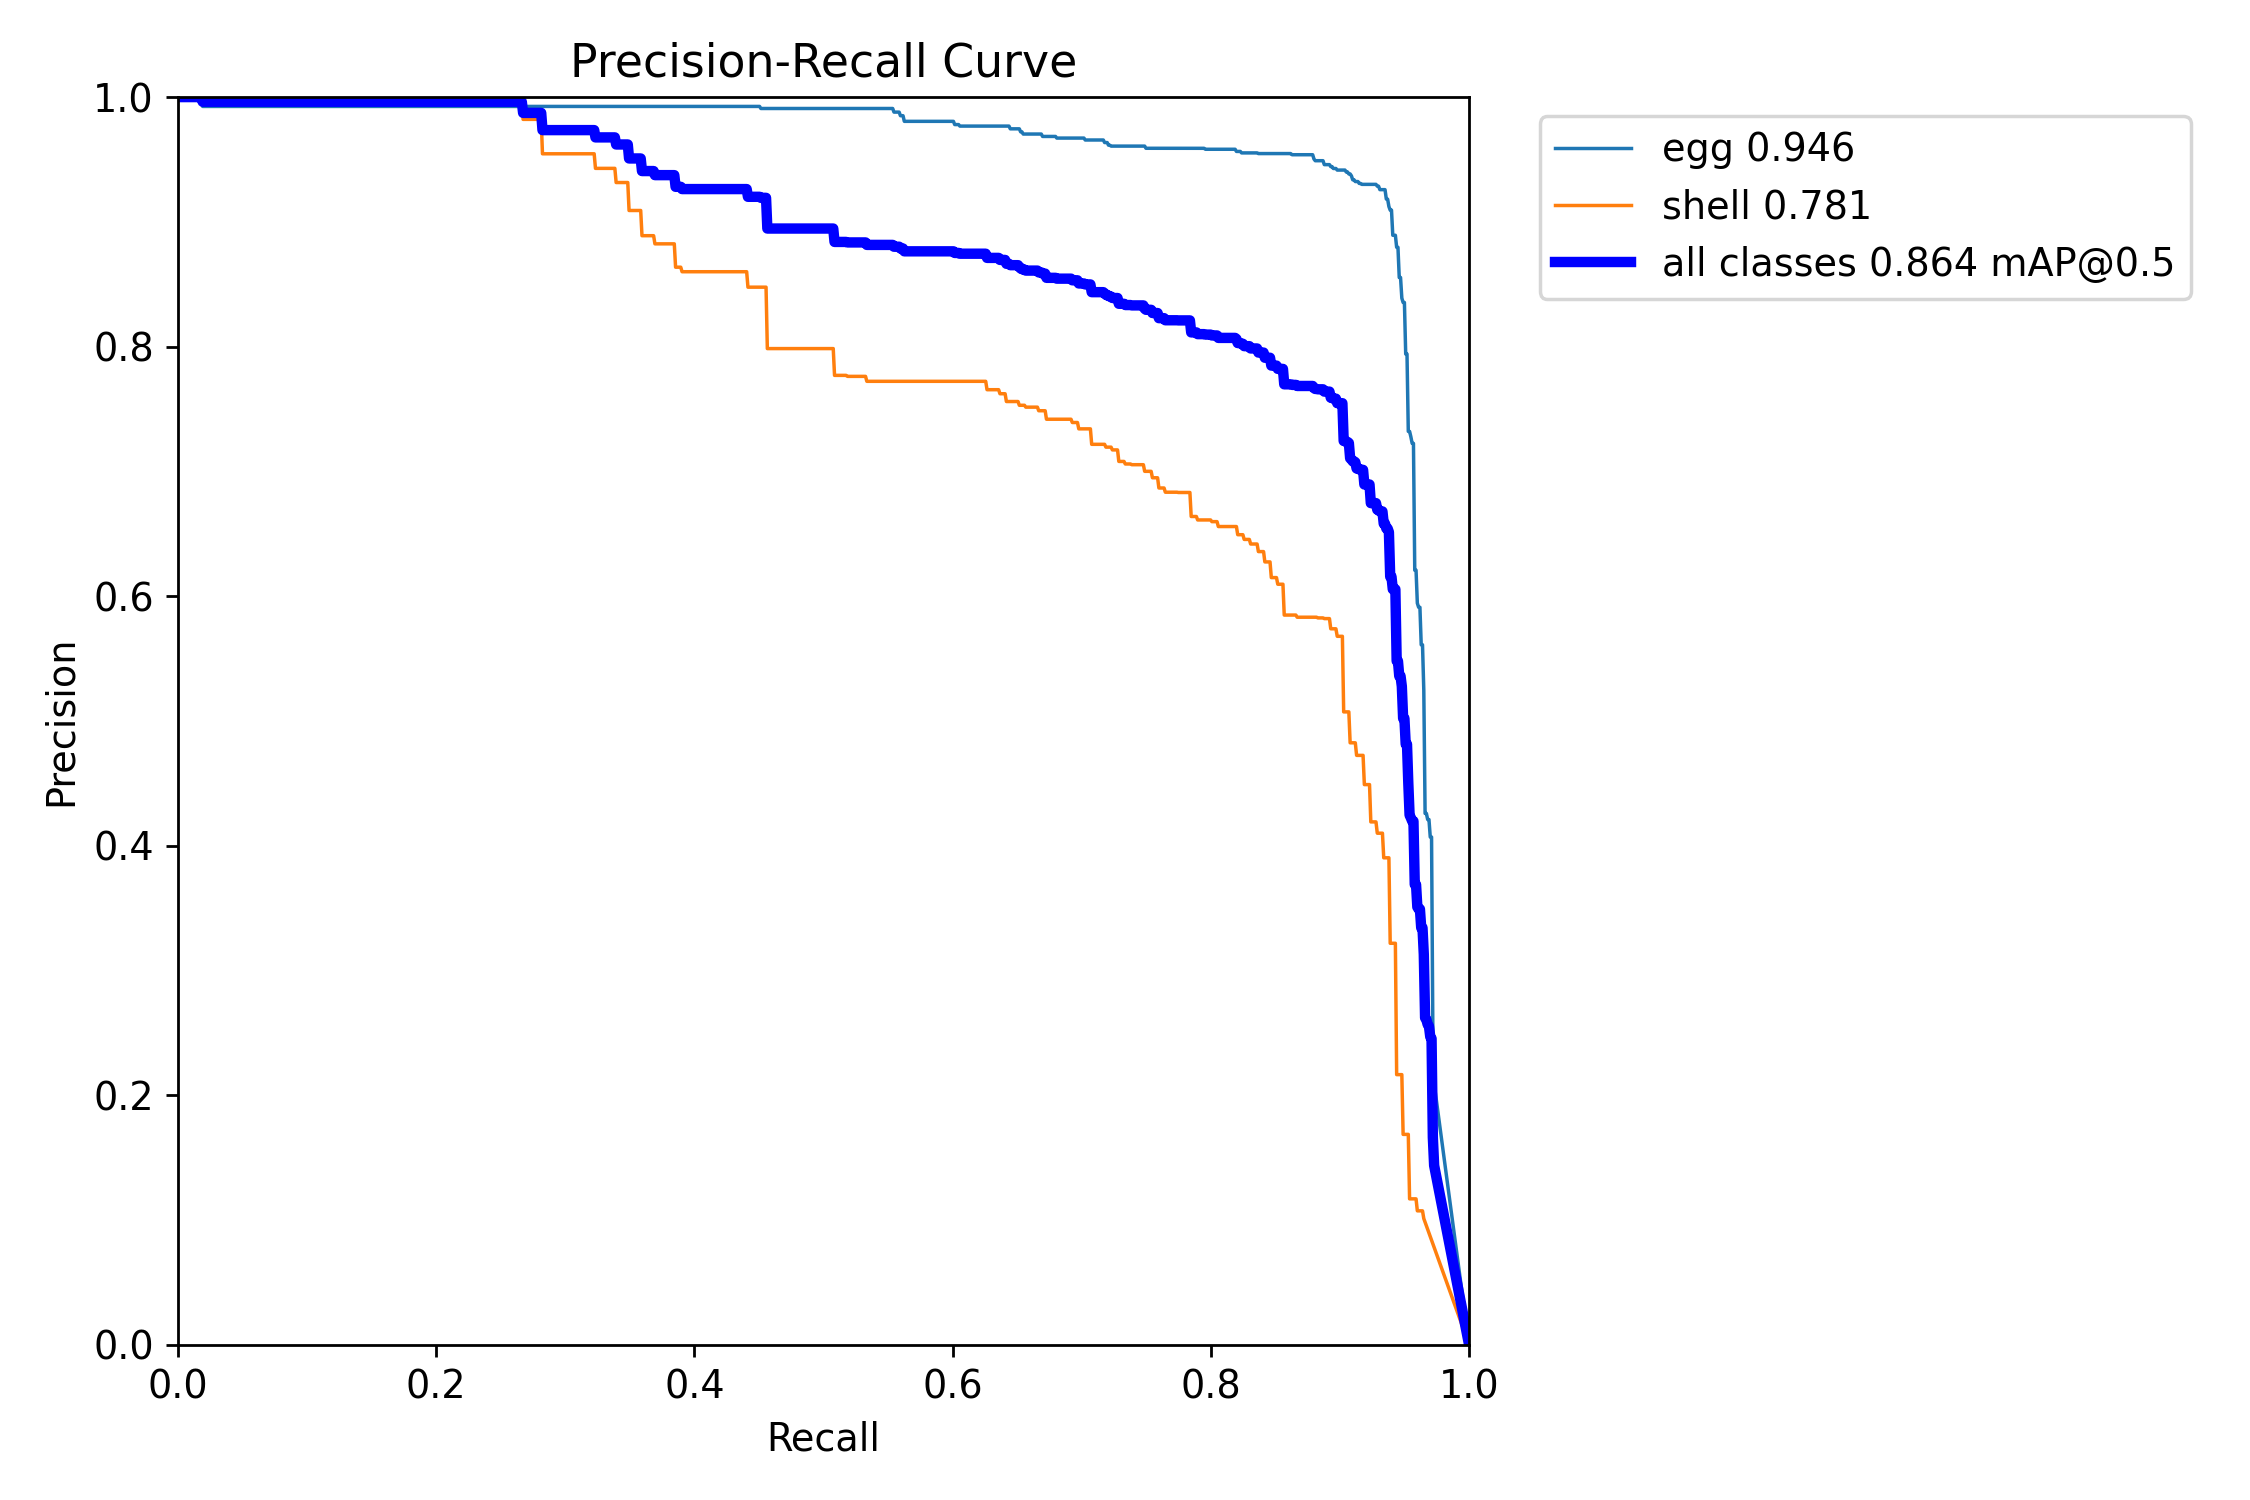 Precision-Recall Curve
1.0
0.8
0.6
0.4
0.2
0.0
Precision
0.0 0.2 0.4 0.6 0.8 1.0
Recall
egg 0.946
shell 0.781
all classes 0.864 mAP@0.5